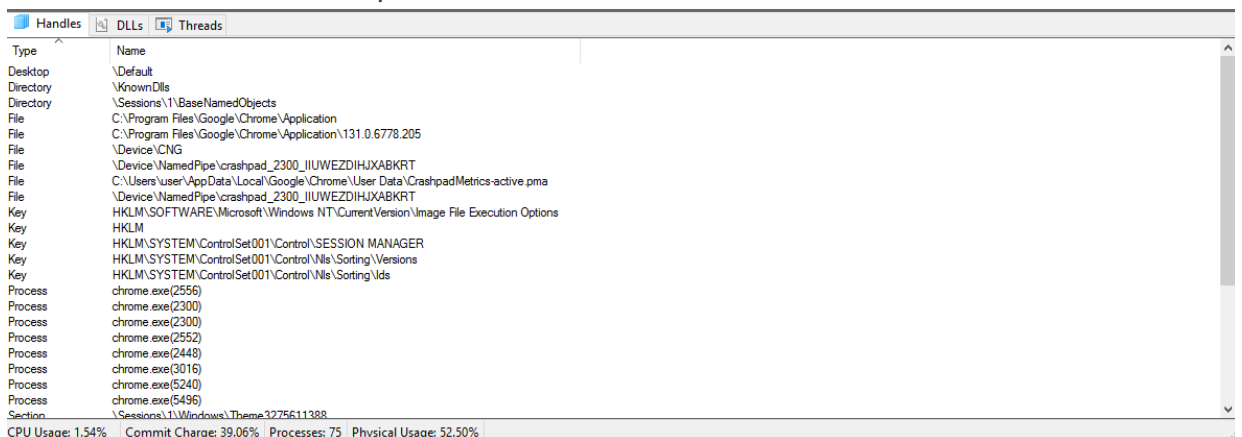 Handles DLLs Threads
Type Name
Desktop \Default
Directory \KnownDlls
Directory \Sessions\1\BaseNamedObjects
File C:\Program Files\Google\Chrome\Application
File C:\Program Files\Google\Chrome\Application\131.0.6778.205
File \Device\CNG
File \Device\NamedPipe\crashpad_2300_IIUWEZDIHJXABKRT
File C:\Users\user\AppData\Local\Google\Chrome\User Data\CrashpadMetrics-active.pma
File \Device\NamedPipe\crashpad_2300_IIUWEZDIHJXABKRT
Key HKLM\SOFTWARE\Microsoft\Windows NT\CurrentVersion\Image File Execution Options
Key HKLM
Key HKLM\SYSTEM\ControlSet001\Control\SESSION MANAGER
Key HKLM\SYSTEM\ControlSet001\Control\Nls\Sorting\Versions
Key HKLM\SYSTEM\ControlSet001\Control\Nls\Sorting\Ids
Process chrome.exe(2556)
Process chrome.exe(2300)
Process chrome.exe(2300)
Process chrome.exe(2552)
Process chrome.exe(2448)
Process chrome.exe(3016)
Process chrome.exe(5240)
Process chrome.exe(5496)
Section \Sessions\1\Windows\Theme3275611388
CPU Usage: 1.54% Commit Charge: 39.06% Processes: 75 Physical Usage: 52.50%